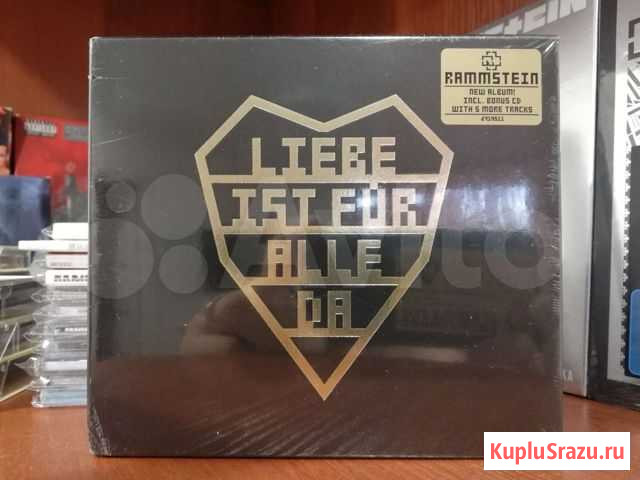 RAMMSTEIN
NEW ALBUM!
INCL. BONUS CD
WITH 5 MORE TRACKS
LIEBE
IST FÜR
ALLE
DA
Avito
KupluSrazu.ru